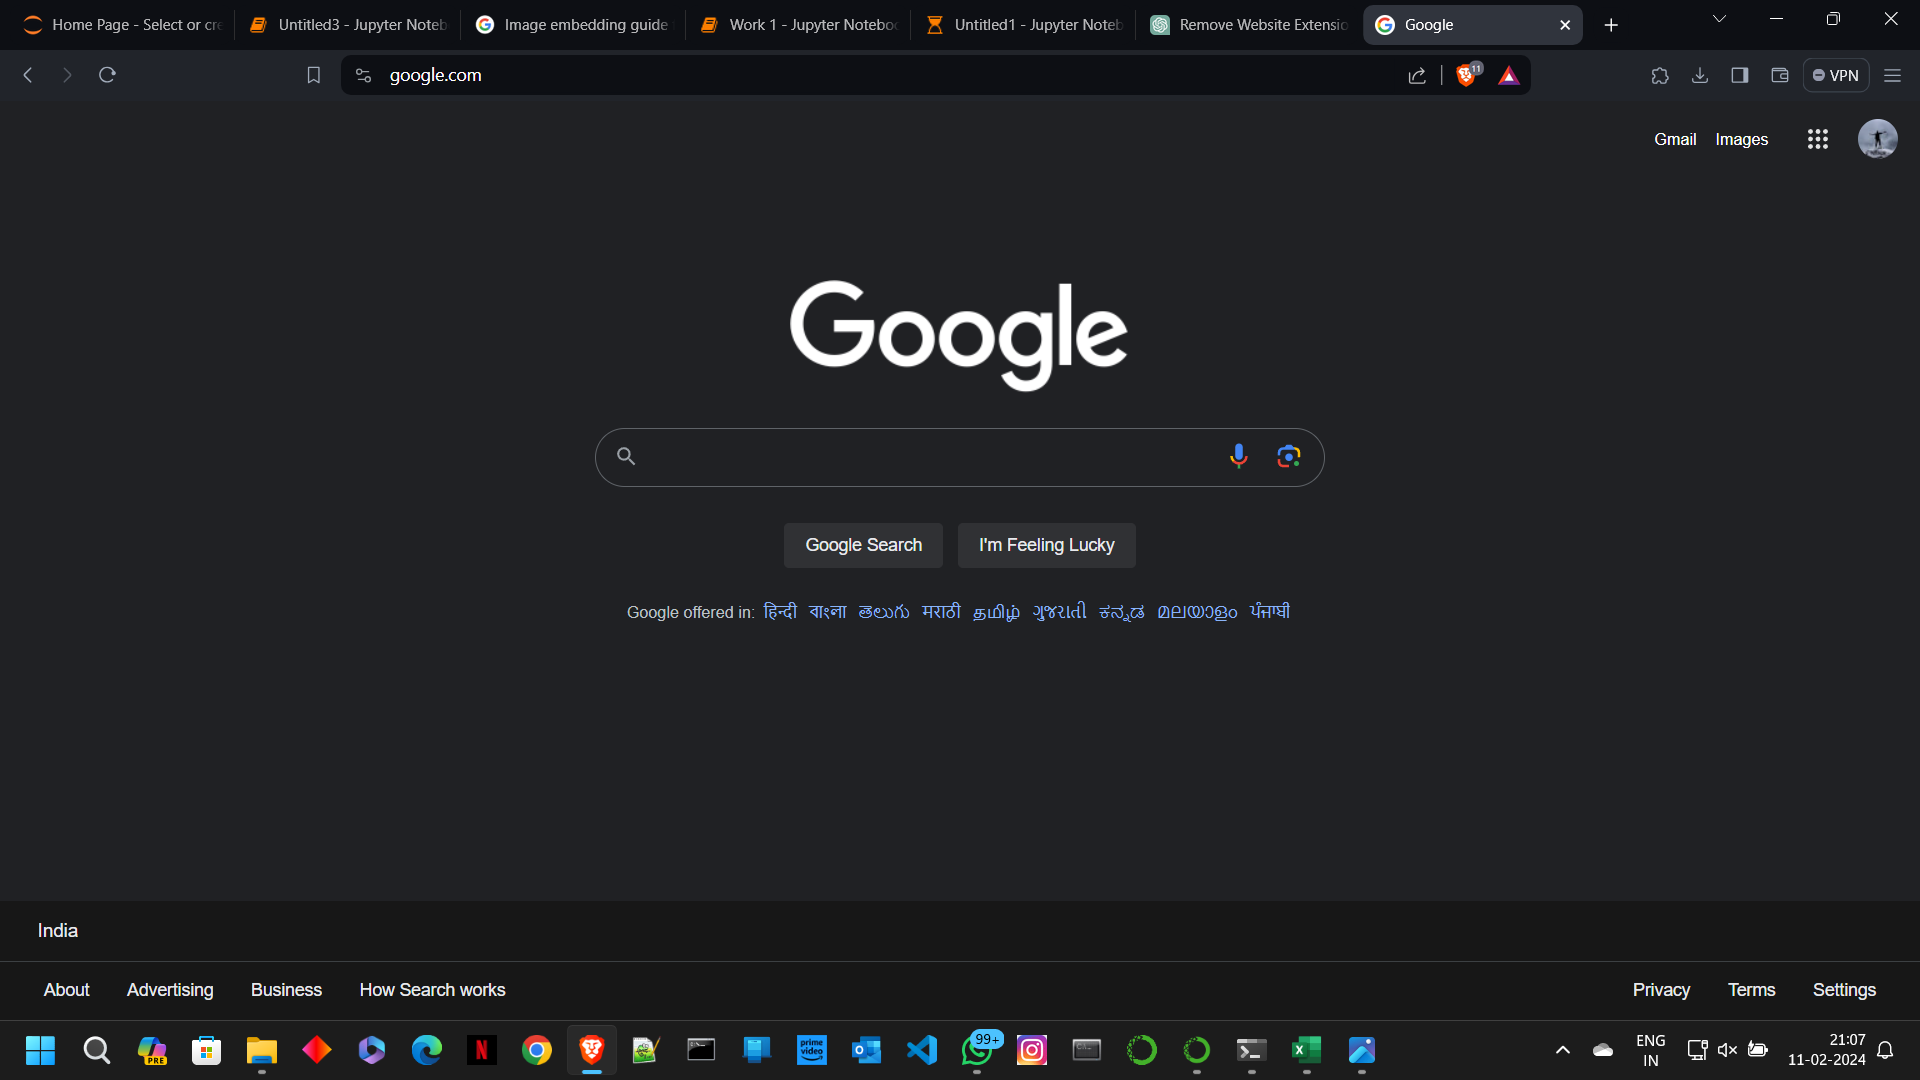 Home Page - Select or cre
Untitled3 - Jupyter Noteb
Image embedding guide
Work 1 - Jupyter Noteboo
Untitled1 - Jupyter Noteb
Remove Website Extensio
Google
google.com
11
VPN
Gmail Images
Google
Google Search
I'm Feeling Lucky
Google offered in: हिन्दी বাংলা తెలుగు मराठी தமிழ் ગુજરાતી ಕನ್ನಡ മലയാളം ਪੰਜਾਬੀ
India
About Advertising Business How Search works
Privacy Terms Settings
PRE
N
prime video
99+
ENG
IN
21:07
11-02-2024